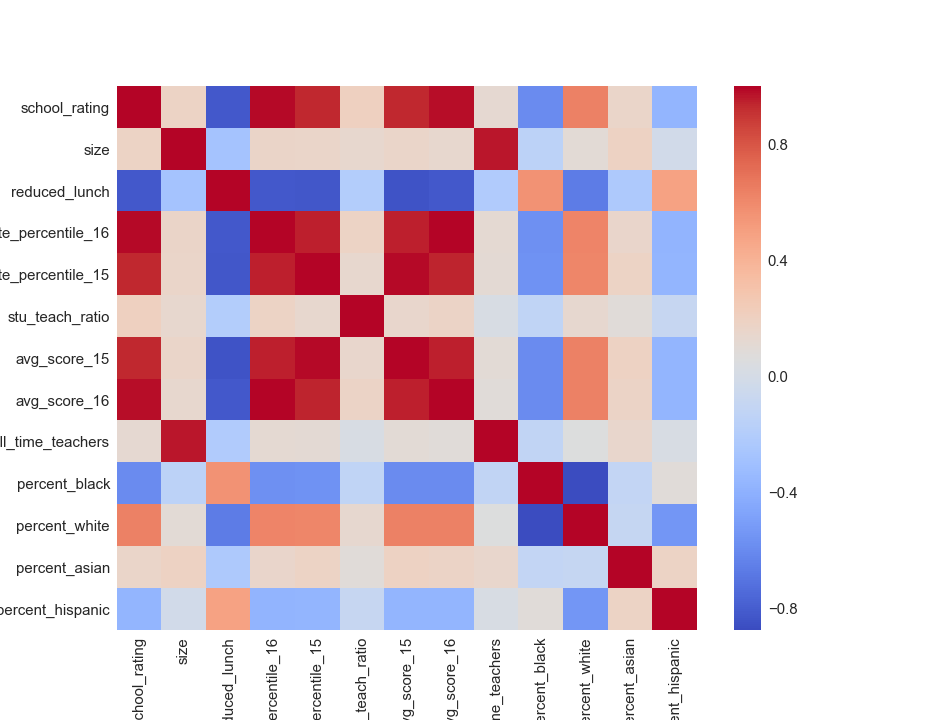 school_rating
size
reduced_lunch
te_percentile_16
te_percentile_15
stu_teach_ratio
avg_score_15
avg_score_16
ll_time_teachers
percent_black
percent_white
percent_asian
percent_hispanic
chool_rating
size
duced_lunch
ercentile_16
ercentile_15
_teach_ratio
vg_score_15
vg_score_16
me_teachers
ercent_black
ercent_white
ercent_asian
ent_hispanic
0.8
0.4
0.0
−0.4
−0.8